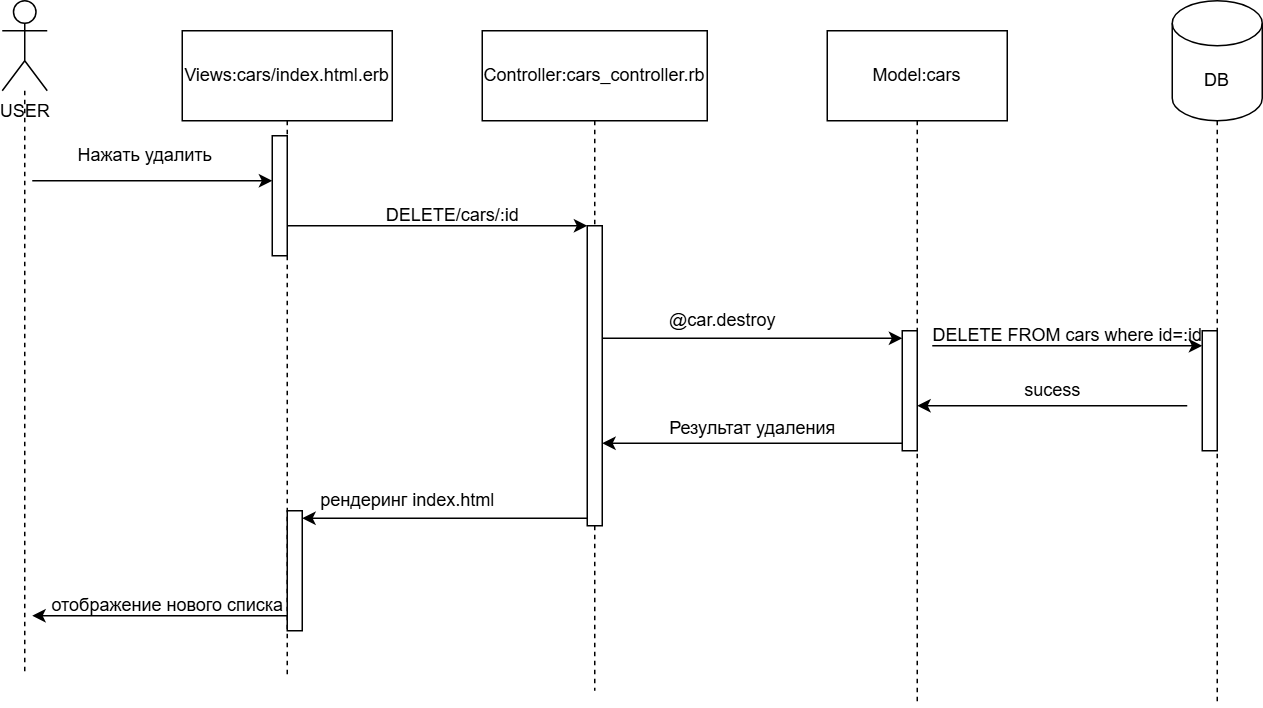 USER
Views:cars/index.html.erb
Controller:cars_controller.rb
Model:cars
DB
Нажать удалить
DELETE/cars/:id
@car.destroy
DELETE FROM cars where id=:id
sucess
Результат удаления
рендеринг index.html
отображение нового списка